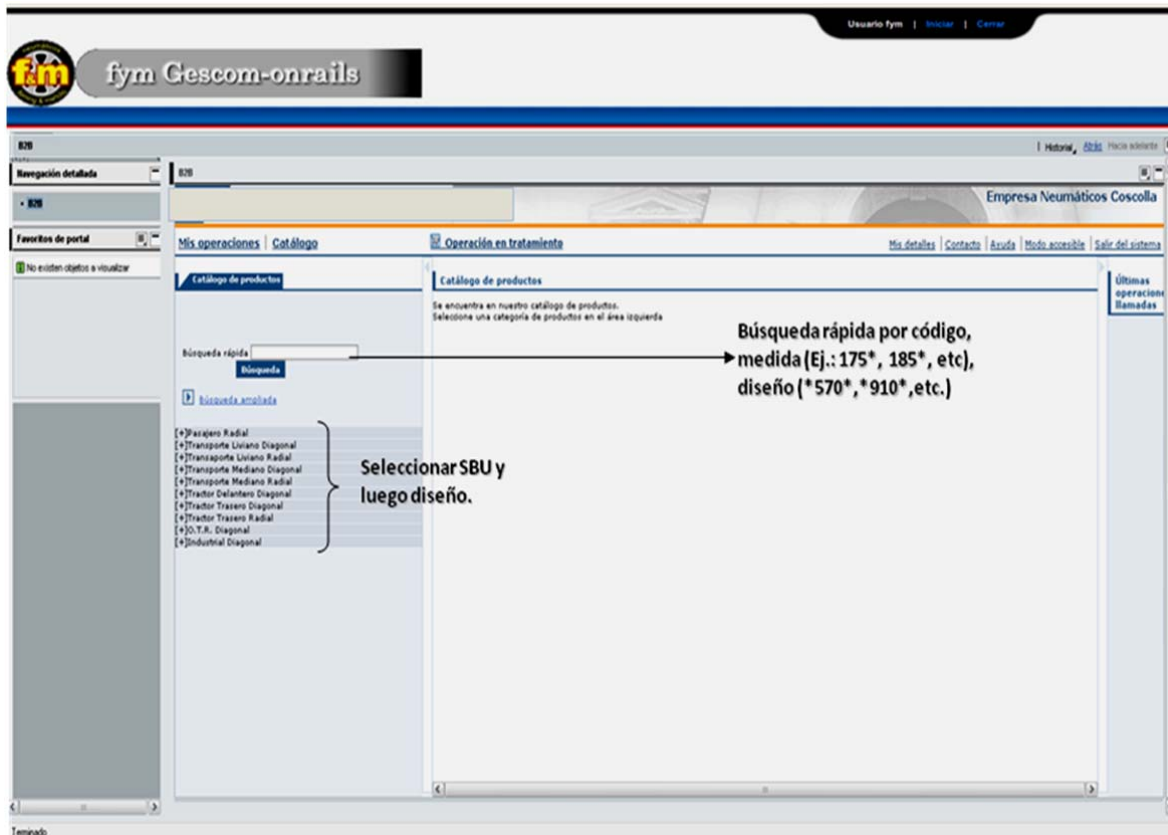 Usuario fym | Iniciar | Cerrar
f&m
fym Gescom-onrails
B2B
| Historial, Atrás Hacia adelante
Navegación detallada
B2B
• B2B
Empresa Neumáticos Coscolla
Favoritos de portal
Mis operaciones | Catálogo
Operación en tratamiento
Mis detalles | Contacto | Ayuda | Modo accesible | Salir del sistema
No existen objetos a visualizar
Catálogo de productos
Catálogo de productos
Últimas
operacione
llamadas
Se encuentra en nuestro catálogo de productos.
Seleccione una categoría de productos en el área izquierda
Búsqueda rápida
Búsqueda
Búsqueda ampliada
Búsqueda rápida por código,
medida (Ej.: 175*, 185*, etc),
diseño (*570*,*910*,etc.)
[+]Pasajero Radial
[+]Transporte Liviano Diagonal
[+]Transaporte Liviano Radial
[+]Transporte Mediano Diagonal
[+]Transporte Mediano Radial
[+]Tractor Delantero Diagonal
[+]Tractor Trasero Diagonal
[+]Tractor Trasero Radial
[+]O.T.R. Diagonal
[+]Industrial Diagonal
Seleccionar SBU y
luego diseño.
Terminado